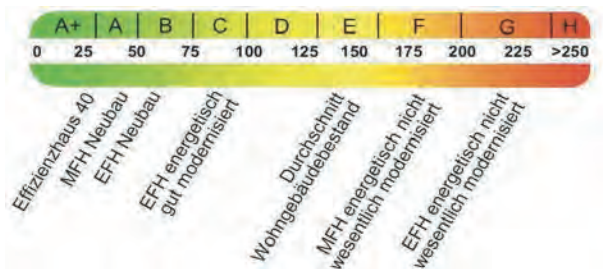 A+ A B C D E F G H
0 25 50 75 100 125 150 175 200 225 >250
Effizienzhaus 40
MFH Neubau
EFH Neubau
EFH energetisch
gut modernisiert
Durchschnitt
Wohngebäudebestand
MFH energetisch nicht
wesentlich modernisiert
EFH energetisch nicht
wesentlich modernisiert